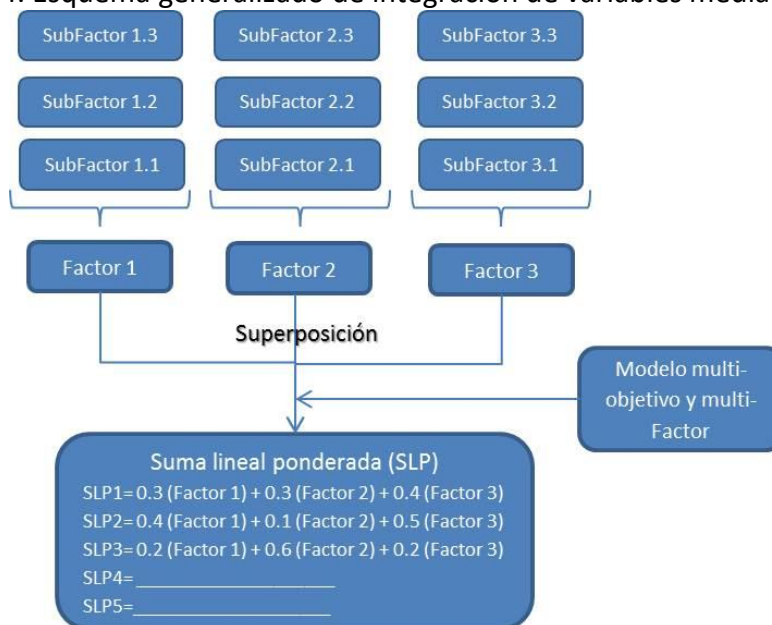 Esquema generalizado de integración de variables media
SubFactor 1.3 SubFactor 2.3 SubFactor 3.3
SubFactor 1.2 SubFactor 2.2 SubFactor 3.2
SubFactor 1.1 SubFactor 2.1 SubFactor 3.1
Factor 1 Factor 2 Factor 3
Superposición
Modelo multi-
objetivo y multi-
Factor
Suma lineal ponderada (SLP)
SLP1= 0.3 (Factor 1) + 0.3 (Factor 2) + 0.4 (Factor 3)
SLP2= 0.4 (Factor 1) + 0.1 (Factor 2) + 0.5 (Factor 3)
SLP3= 0.2 (Factor 1) + 0.6 (Factor 2) + 0.2 (Factor 3)
SLP4= ____________________
SLP5=____________________